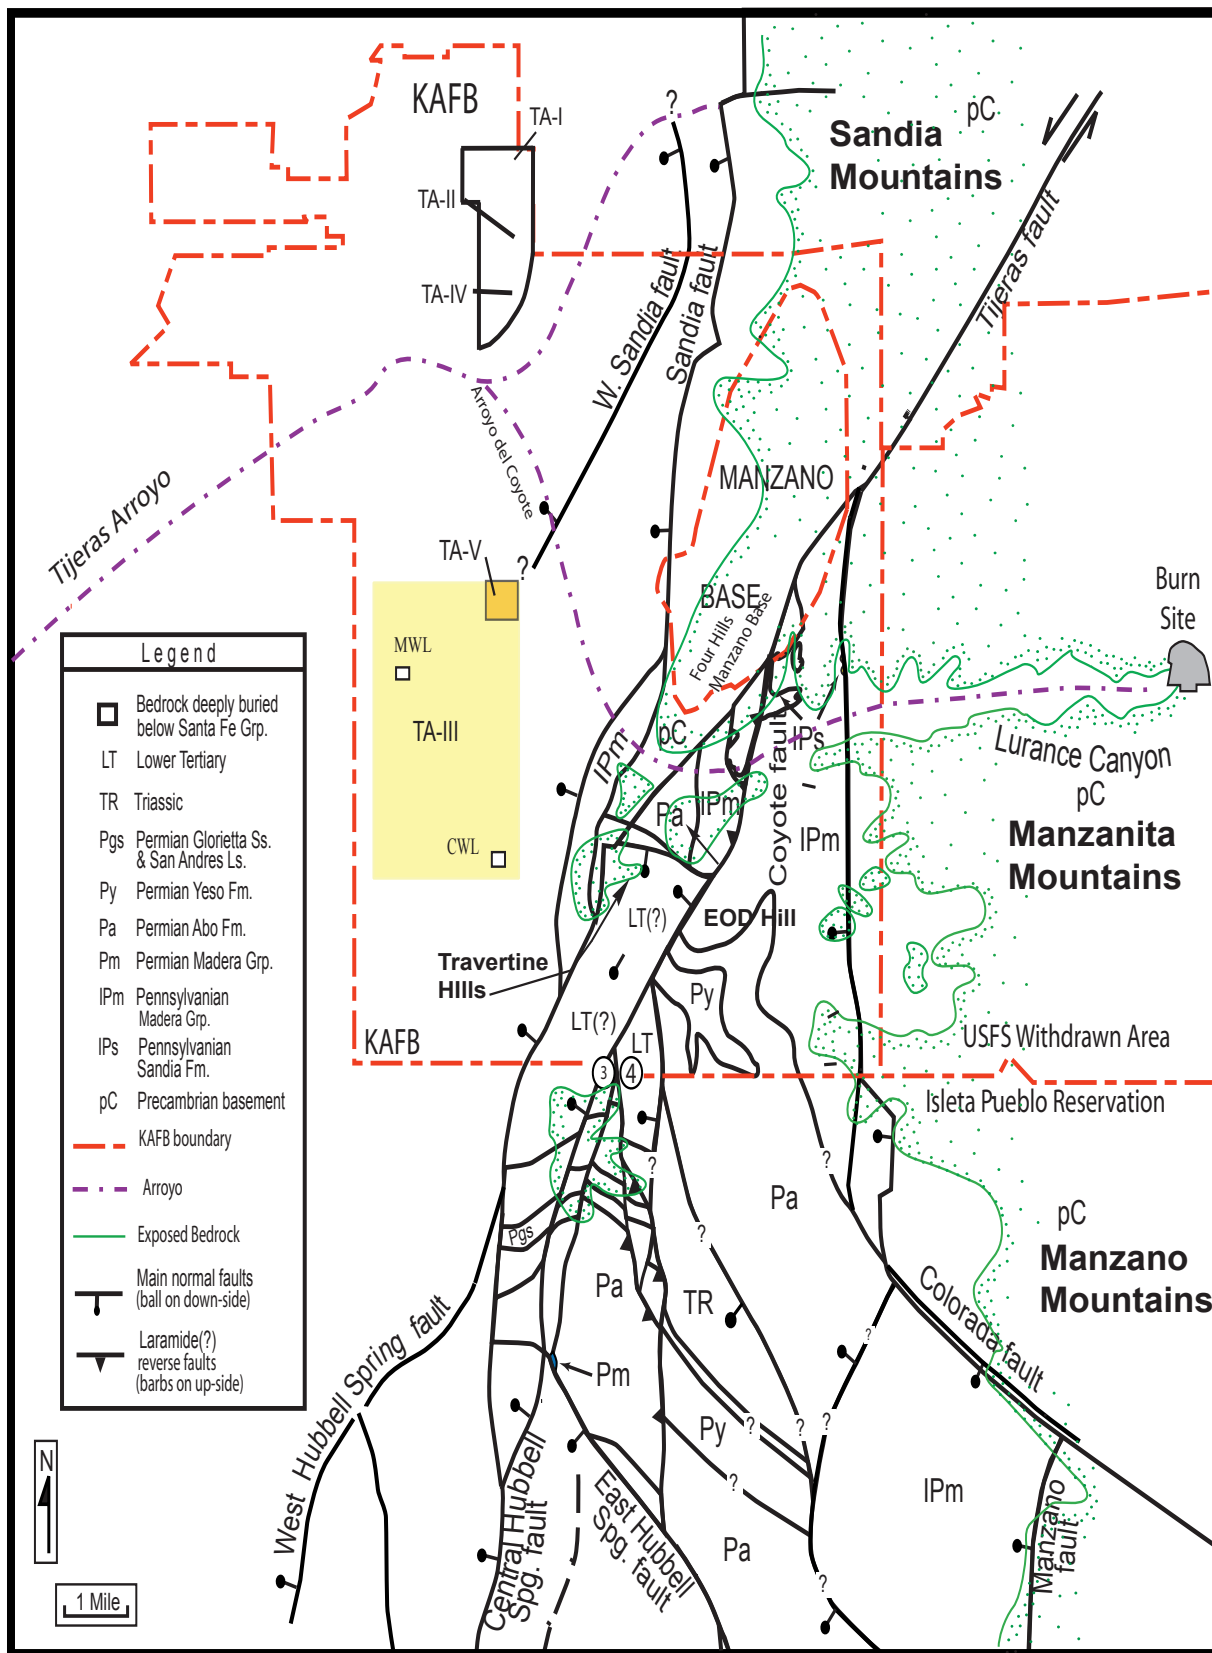 KAFB
TA-I
TA-II
TA-IV
?
pC
Sandia
Mountains
Tijeras fault
W. Sandia fault
Sandia fault
Arroyo del Coyote
Tijeras Arroyo
MANZANO
BASE
Four Hills
Manzano Base
TA-V
?
MWL
TA-III
CWL
Burn
Site
Lurance Canyon
pC
Manzanita
Mountains
IPm
pC
IPs
Coyote fault
Pa
IPm
IPm
LT(?)
EOD Hill
Travertine
HIlls
Py
LT(?)
LT
KAFB
3
4
USFS Withdrawn Area
Isleta Pueblo Reservation
Legend
Bedrock deeply buried
below Santa Fe Grp.
LT Lower Tertiary
TR Triassic
Pgs Permian Glorietta Ss.
& San Andres Ls.
Py Permian Yeso Fm.
Pa Permian Abo Fm.
Pm Permian Madera Grp.
IPm Pennsylvanian
Madera Grp.
IPs Pennsylvanian
Sandia Fm.
pC Precambrian basement
KAFB boundary
Arroyo
Exposed Bedrock
Main normal faults
(ball on down-side)
Laramide(?)
reverse faults
(barbs on up-side)
?
?
Pa
pC
Manzano
Mountains
Pgs
?
Pa
TR
Colorada fault
?
Pm
West Hubbell Spring fault
Py
?
?
?
?
Central Hubbell
Spg. fault
East Hubbell
Spg. fault
IPm
Manzano
fault
Pa
?
N
1 Mile